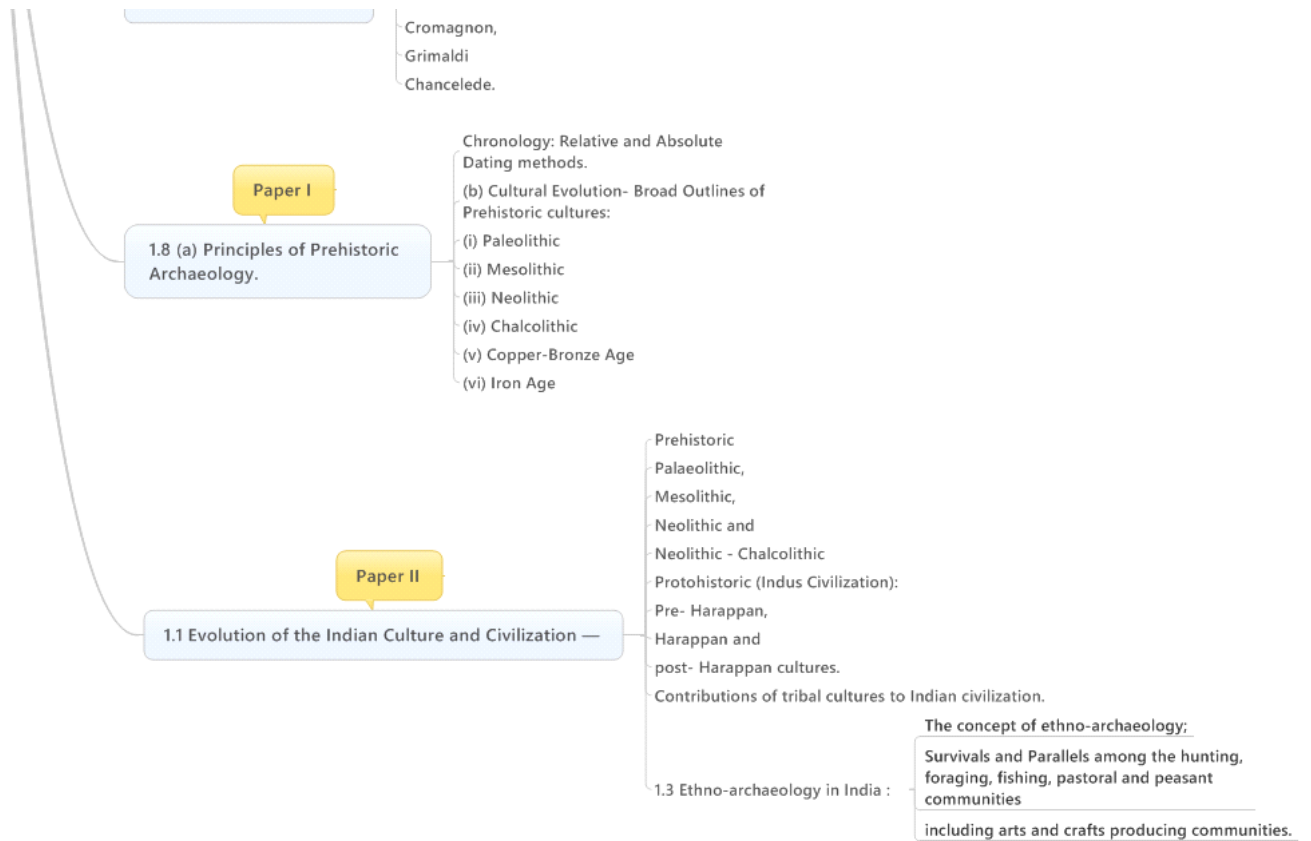 Cromagnon,
Grimaldi
Chancelede.
Paper I
1.8 (a) Principles of Prehistoric
Archaeology.
Chronology: Relative and Absolute
Dating methods.
(b) Cultural Evolution- Broad Outlines of
Prehistoric cultures:
(i) Paleolithic
(ii) Mesolithic
(iii) Neolithic
(iv) Chalcolithic
(v) Copper-Bronze Age
(vi) Iron Age
Paper II
1.1 Evolution of the Indian Culture and Civilization —
Prehistoric
Palaeolithic,
Mesolithic,
Neolithic and
Neolithic - Chalcolithic
Protohistoric (Indus Civilization):
Pre- Harappan,
Harappan and
post- Harappan cultures.
Contributions of tribal cultures to Indian civilization.
1.3 Ethno-archaeology in India :
The concept of ethno-archaeology;
Survivals and Parallels among the hunting,
foraging, fishing, pastoral and peasant
communities
including arts and crafts producing communities.